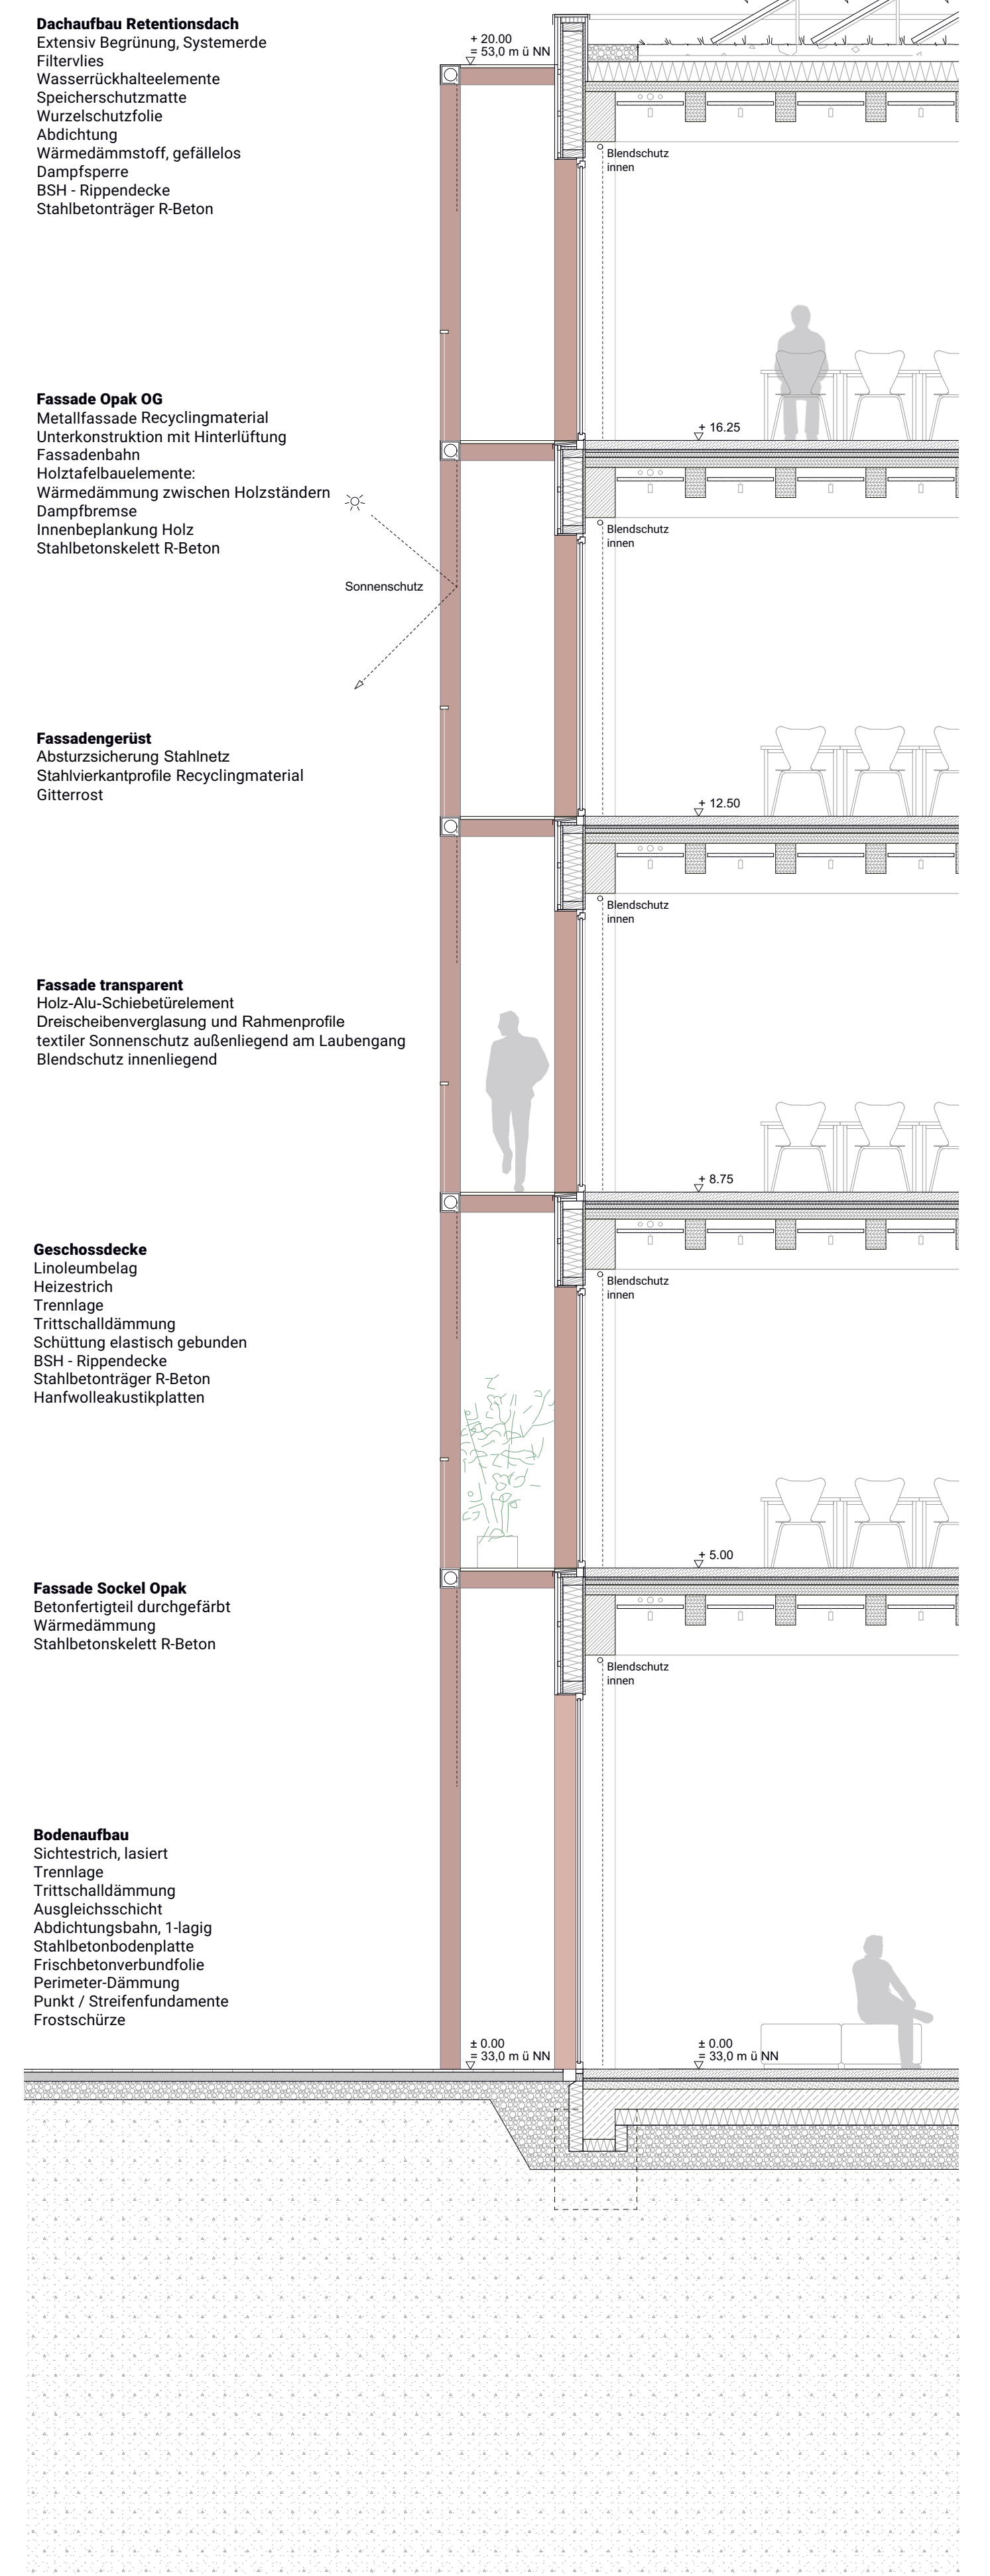 Dachaufbau Retentionsdach
Extensiv Begrünung, Systemerde
Filtervlies
Wasserrückhalteelemente
Speicherschutzmatte
Wurzelschutzfolie
Abdichtung
Wärmedämmstoff, gefällelos
Dampfsperre
BSH - Rippendecke
Stahlbetonträger R-Beton
+ 20.00
= 53,0 m ü NN
Blendschutz
innen
Fassade Opak OG
Metallfassade Recyclingmaterial
Unterkonstruktion mit Hinterlüftung
Fassadenbahn
Holztafelbauelemente:
Wärmedämmung zwischen Holzständern
Dampfbremse
Innenbeplankung Holz
Stahlbetonskelett R-Beton
+ 16.25
Blendschutz
innen
Sonnenschutz
Fassadengerüst
Absturzsicherung Stahlnetz
Stahlvierkantprofile Recyclingmaterial
Gitterrost
+ 12.50
Blendschutz
innen
Fassade transparent
Holz-Alu-Schiebetürelement
Dreischeibenverglasung und Rahmenprofile
textiler Sonnenschutz außenliegend am Laubengang
Blendschutz innenliegend
+ 8.75
Blendschutz
innen
Geschossdecke
Linoleumbelag
Heizestrich
Trennlage
Trittschalldämmung
Schüttung elastisch gebunden
BSH - Rippendecke
Stahlbetonträger R-Beton
Hanfwolleakustikplatten
+ 5.00
Blendschutz
innen
Fassade Sockel Opak
Betonfertigteil durchgefärbt
Wärmedämmung
Stahlbetonskelett R-Beton
Bodenaufbau
Sichtestrich, lasiert
Trennlage
Trittschalldämmung
Ausgleichsschicht
Abdichtungsbahn, 1-lagig
Stahlbetonbodenplatte
Frischbetonverbundfolie
Perimeter-Dämmung
Punkt / Streifenfundamente
Frostschürze
± 0.00
= 33,0 m ü NN
± 0.00
= 33,0 m ü NN